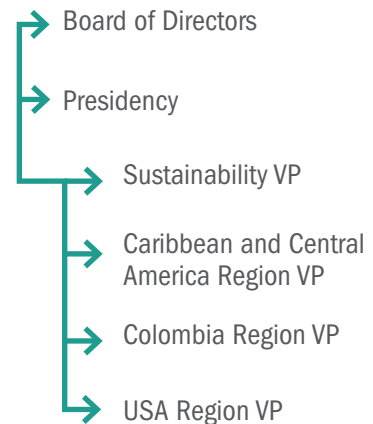 Board of Directors
Presidency
Sustainability VP
Caribbean and Central
America Region VP
Colombia Region VP
USA Region VP